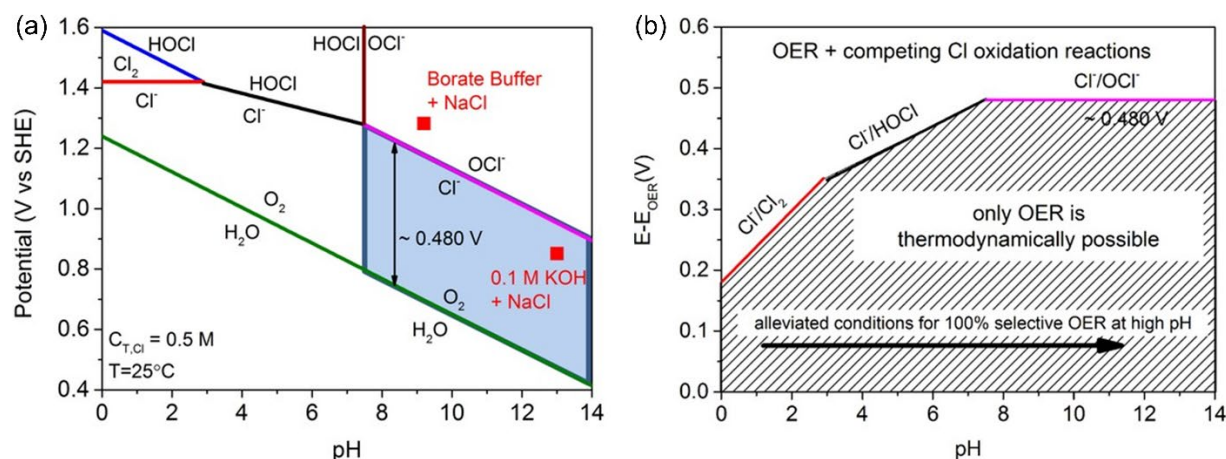 (a)
Potential (V vs SHE)
1.6
1.4
1.2
1.0
0.8
0.6
0.4
HOCl
Cl₂
Cl⁻
HOCl
Cl⁻
HOCl
OCl⁻
Borate Buffer
+ NaCl
OCl⁻
Cl⁻
O₂
H₂O
~ 0.480 V
0.1 M KOH
+ NaCl
O₂
H₂O
C_T,Cl = 0.5 M
T=25°C
0 2 4 6 8 10 12 14
pH
(b)
E-E_OER(V)
0.6
0.5
0.4
0.3
0.2
0.1
0.0
OER + competing Cl oxidation reactions
Cl⁻/OCl⁻
~ 0.480 V
Cl⁻/HOCl
Cl⁻/Cl₂
only OER is
thermodynamically possible
alleviated conditions for 100% selective OER at high pH
0 2 4 6 8 10 12 14
pH